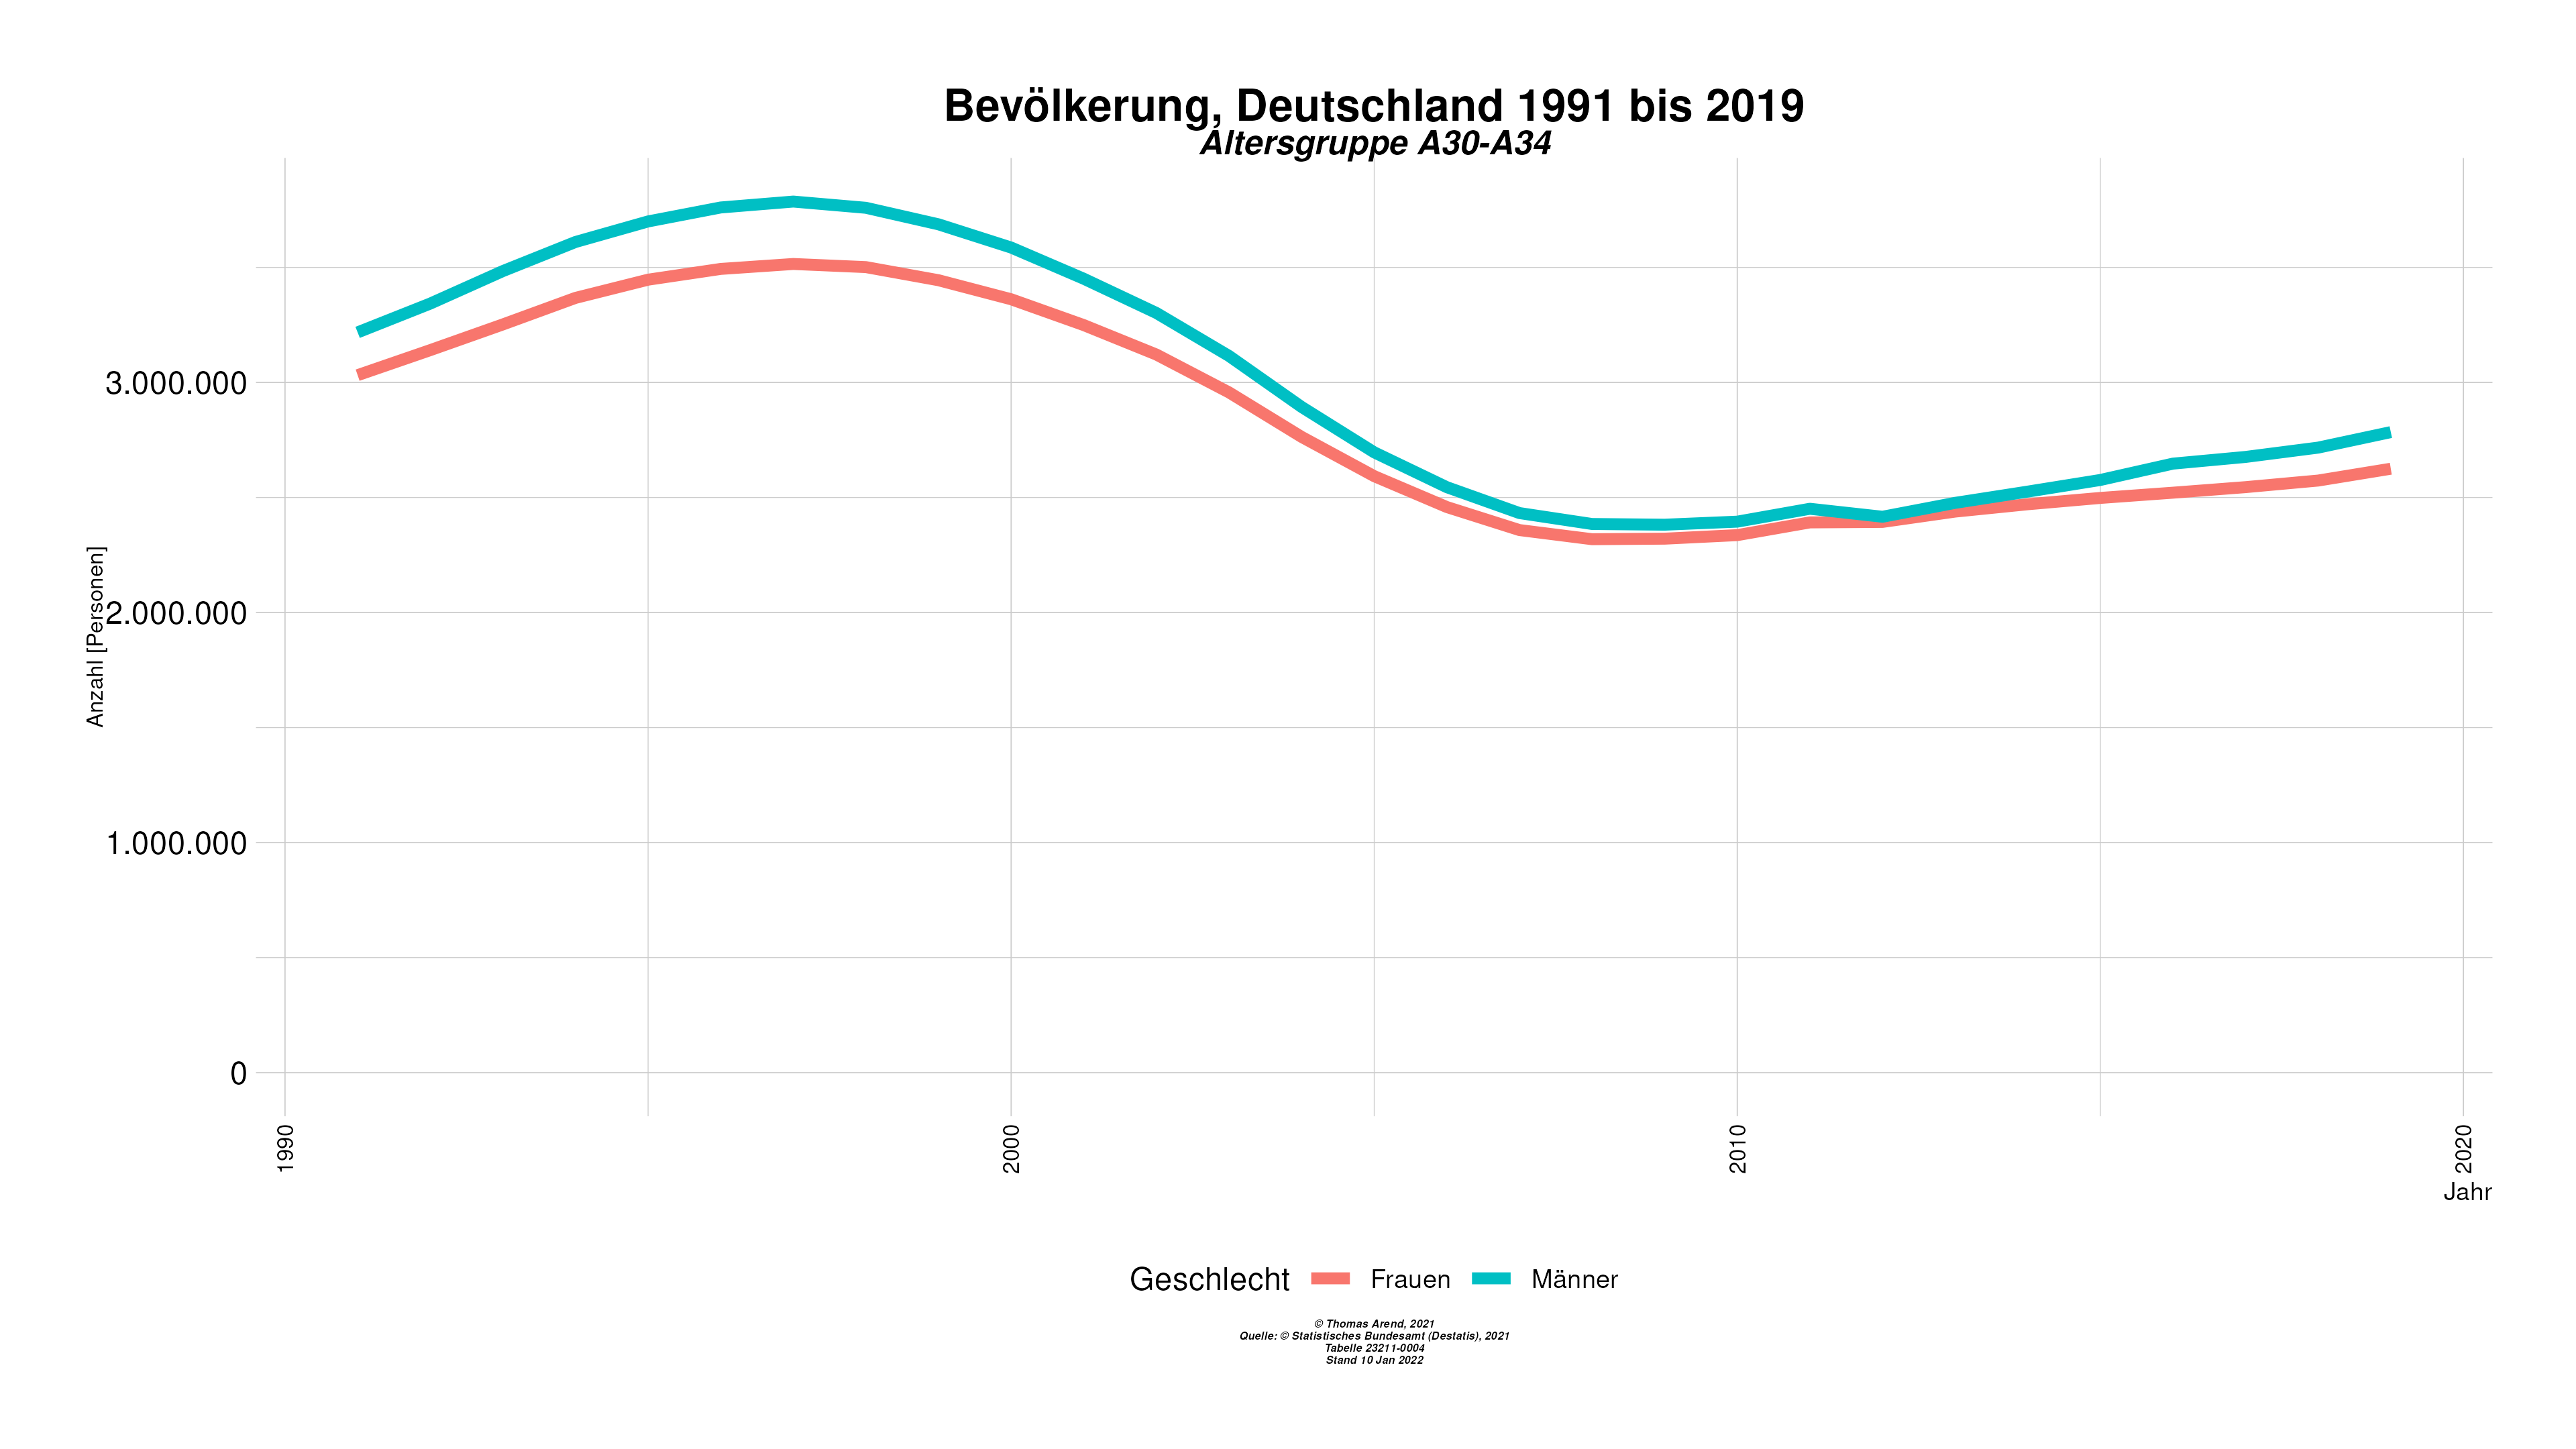 Bevölkerung, Deutschland 1991 bis 2019
Altersgruppe A30-A34
Anzahl [Personen]
3.000.000
2.000.000
1.000.000
0
1990
2000
2010
2020
Jahr
Geschlecht Frauen Männer
© Thomas Arend, 2021
Quelle: © Statistisches Bundesamt (Destatis), 2021
Tabelle 23211-0004
Stand 10 Jan 2022